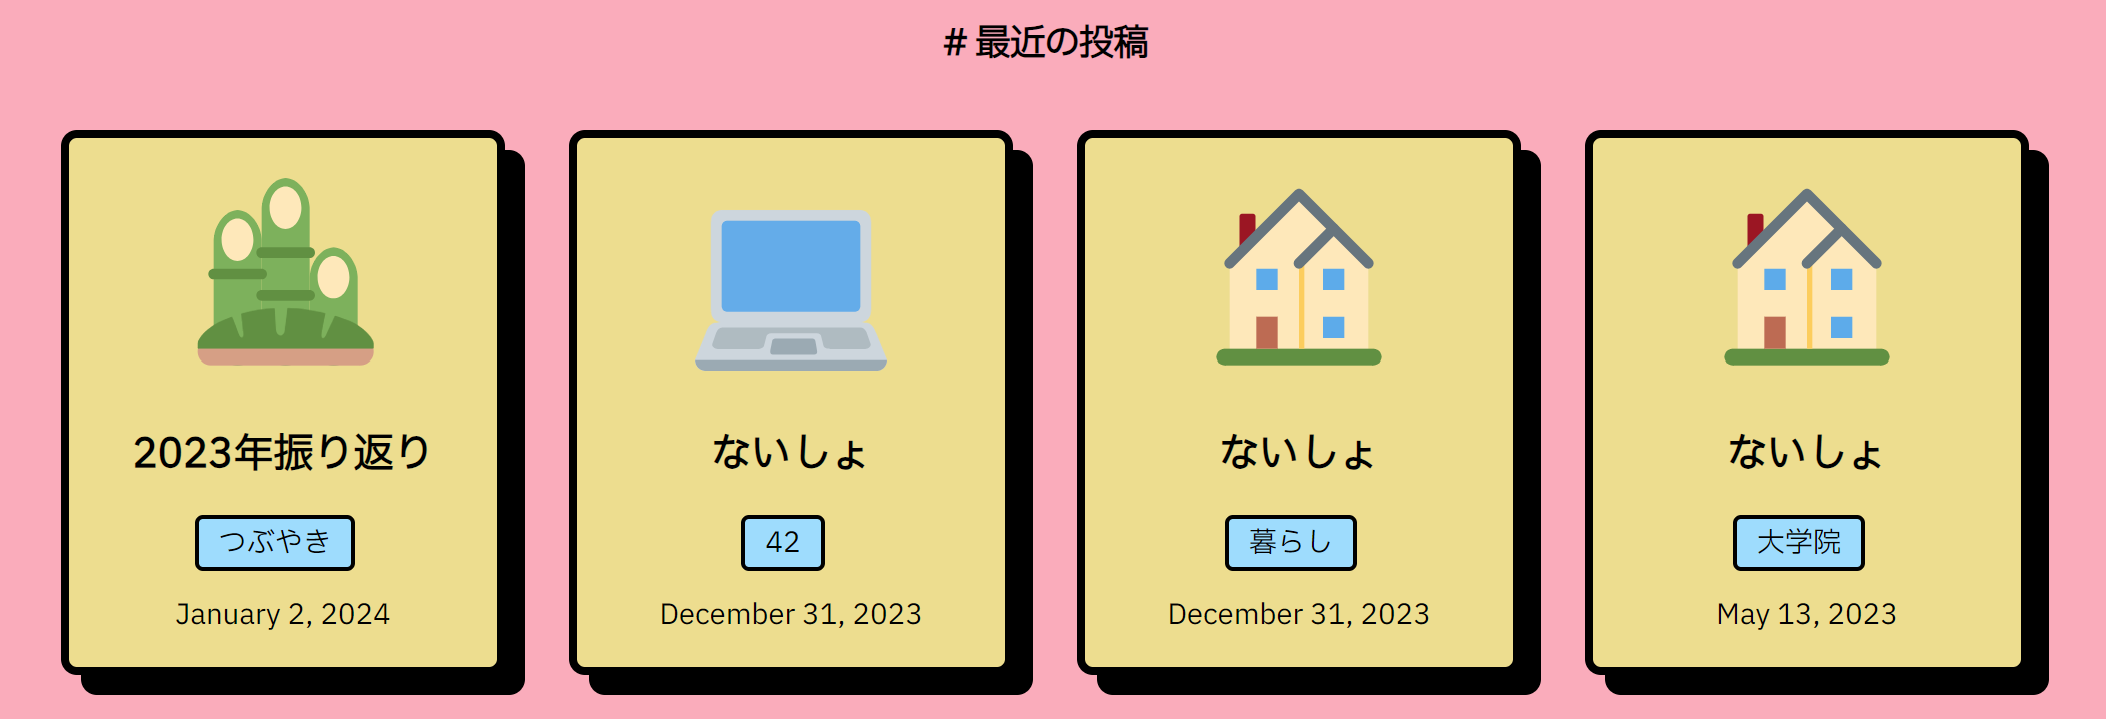 # 最近の投稿
2023年振り返り
つぶやき
January 2, 2024
ないしょ
42
December 31, 2023
ないしょ
暮らし
December 31, 2023
ないしょ
大学院
May 13, 2023